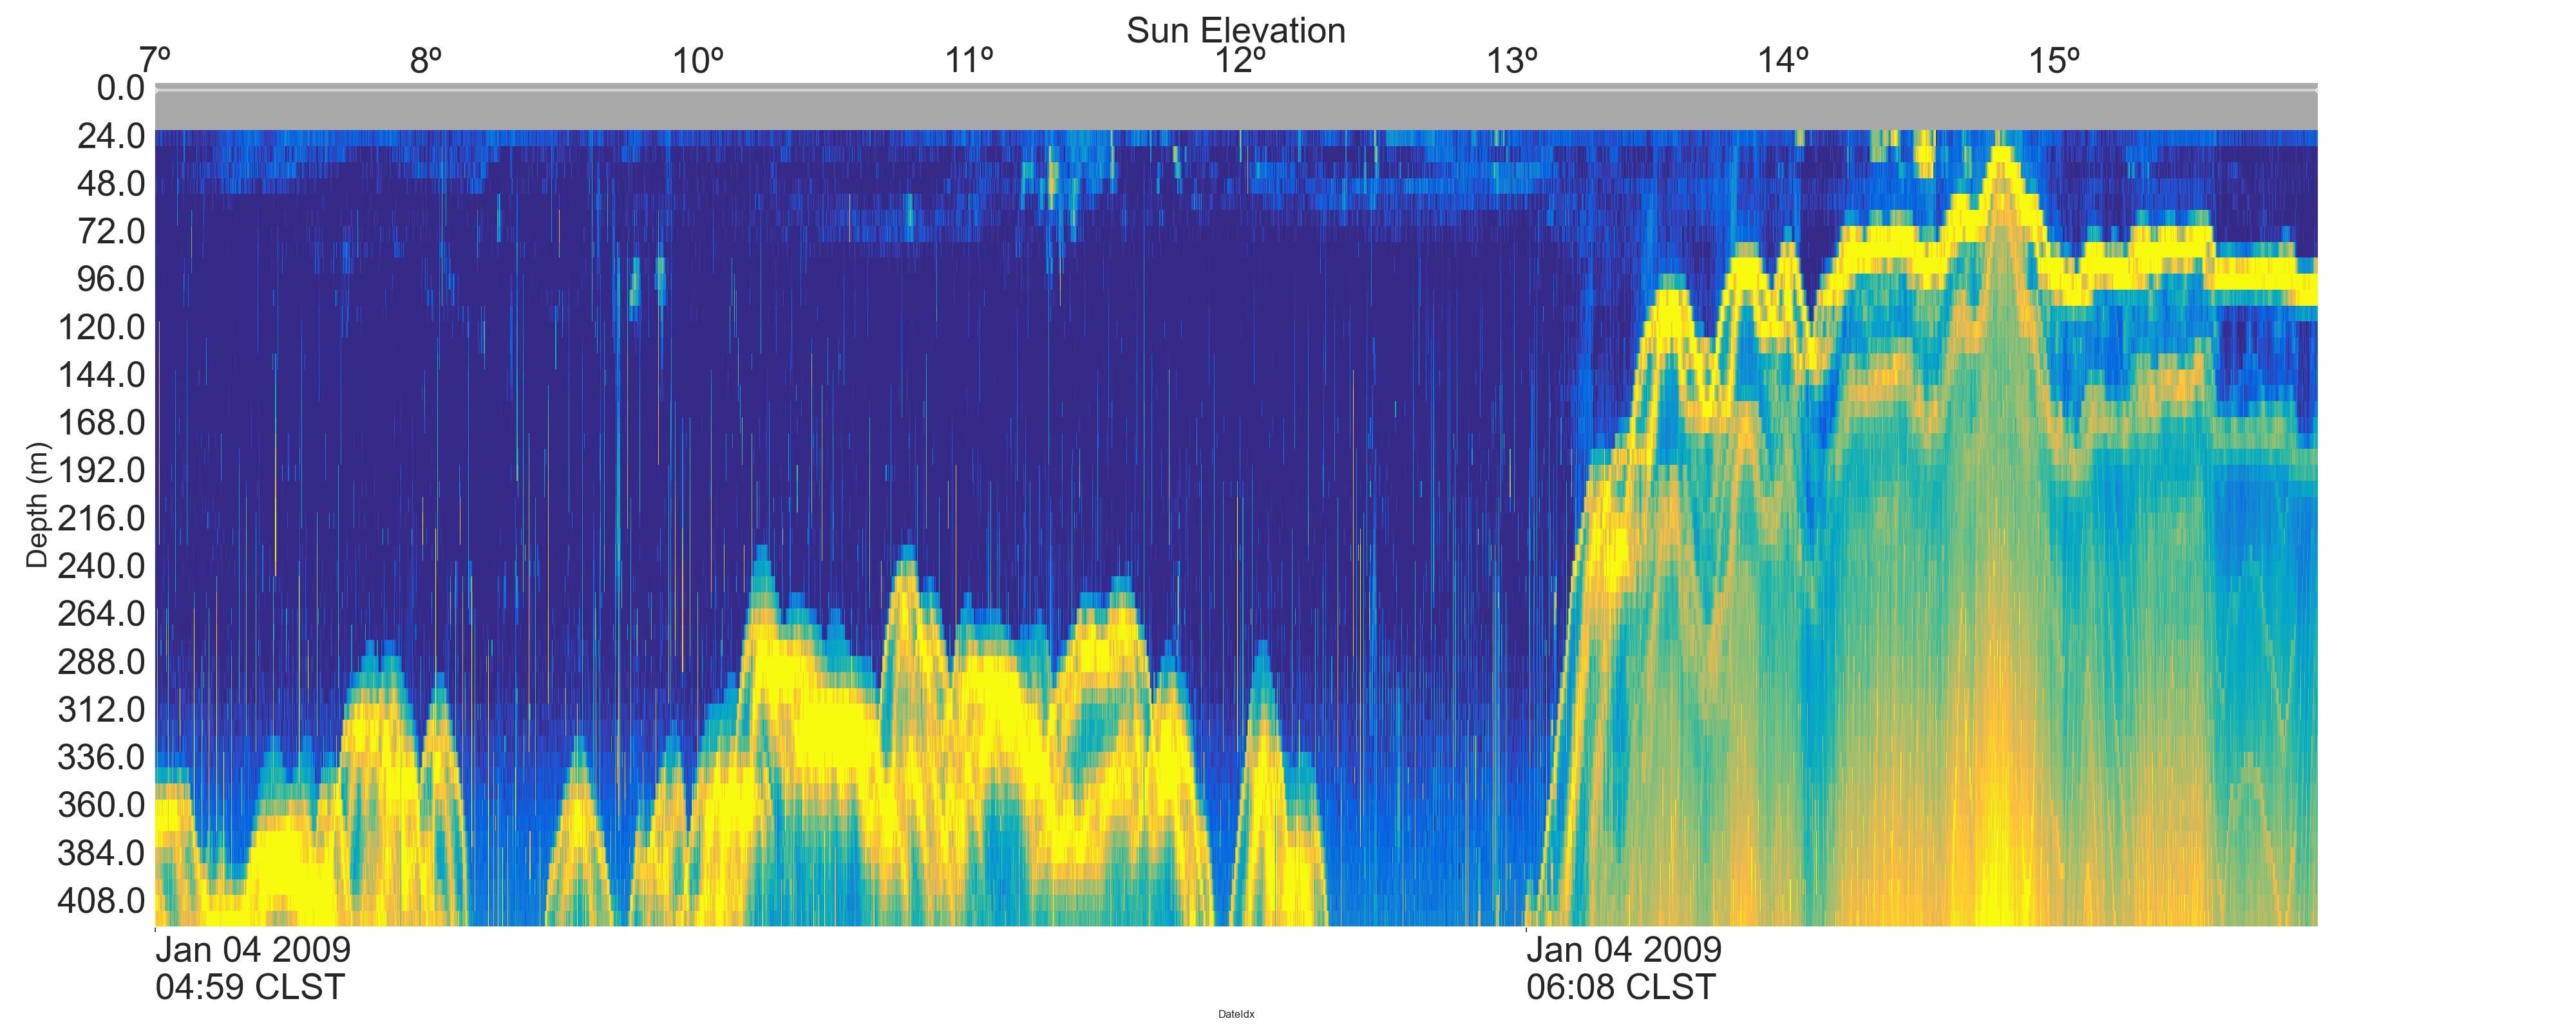 Sun Elevation
7º 8º 10º 11º 12º 13º 14º 15º
0.0
24.0
48.0
72.0
96.0
120.0
144.0
168.0
192.0
216.0
240.0
264.0
288.0
312.0
336.0
360.0
384.0
408.0
Depth (m)
Jan 04 2009
04:59 CLST
Jan 04 2009
06:08 CLST
DateIdx